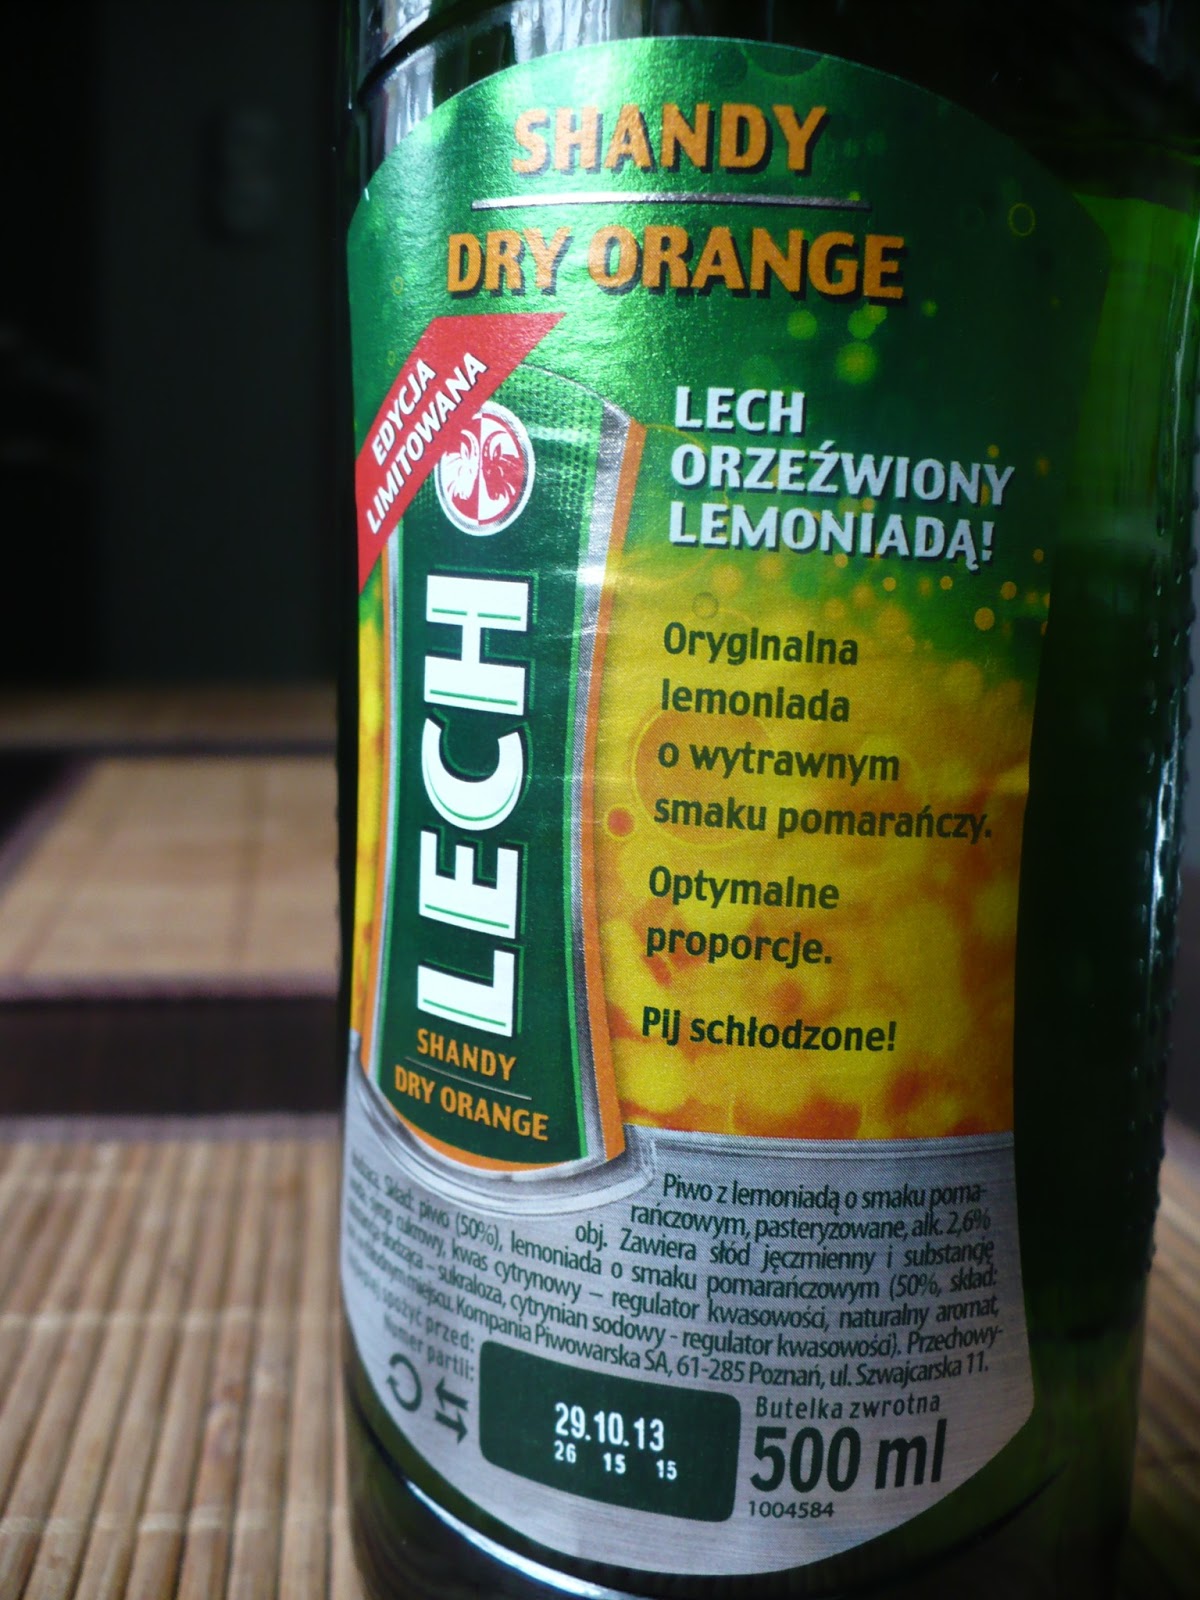 SHANDY
DRY ORANGE
EDYCJA
LIMITOWANA
LECH
SHANDY
DRY ORANGE
LECH
ORZEŹWIONY
LEMONIADĄ!
Oryginalna
lemoniada
o wytrawnym
smaku pomarańczy.
Optymalne
proporcje.
Pij schłodzone!
Piwo z lemoniadą o smaku poma-
rańczowym, pasteryzowane, alk. 2,6%
obj. Zawiera słód jęczmienny i substancję
Skład: piwo (50%), lemoniada o smaku pomarańczowym (50%, skład:
syrop cukrowy, kwas cytrynowy – regulator kwasowości, naturalny aromat,
substancja słodząca – sukraloza, cytrynian sodowy - regulator kwasowości). Przechowy-
miejscu. Kompania Piwowarska SA, 61-285 Poznań, ul. Szwajcarska 11.
spożyć przed:
Numer partii:
29.10.13
26 15 15
Butelka zwrotna
500 ml
1004584